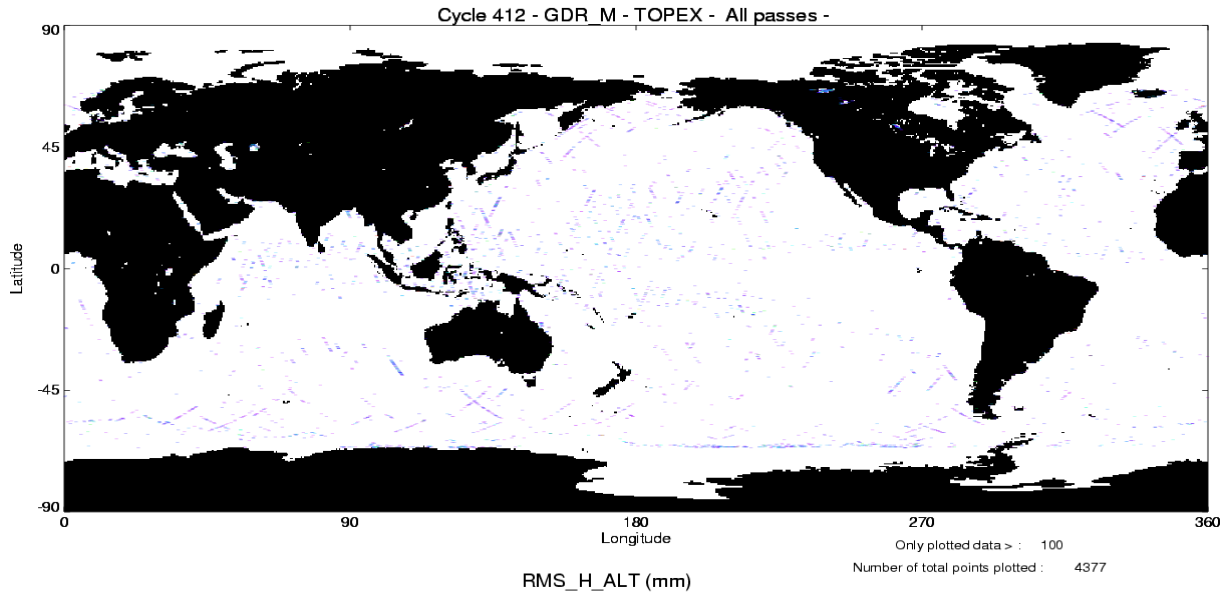 Cycle 412 - GDR_M - TOPEX - All passes -
90
45
0
-45
-90
Latitude
0 90 180 270 360
Longitude
Only plotted data > : 100
Number of total points plotted : 4377
RMS_H_ALT (mm)